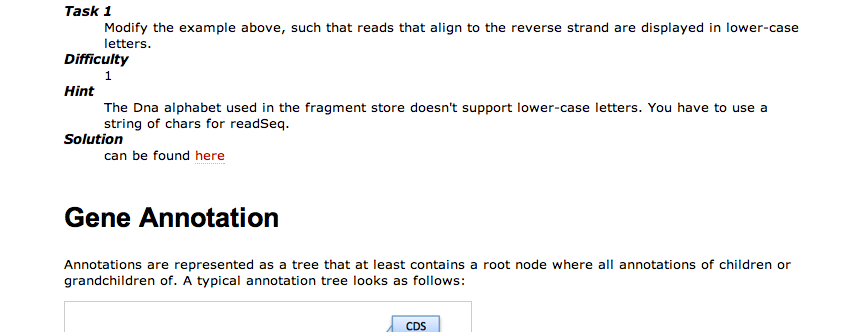 Task 1
Modify the example above, such that reads that align to the reverse strand are displayed in lower-case
letters.
Difficulty
1
Hint
The Dna alphabet used in the fragment store doesn't support lower-case letters. You have to use a
string of chars for readSeq.
Solution
can be found here
Gene Annotation
Annotations are represented as a tree that at least contains a root node where all annotations of children or
grandchildren of. A typical annotation tree looks as follows:
CDS